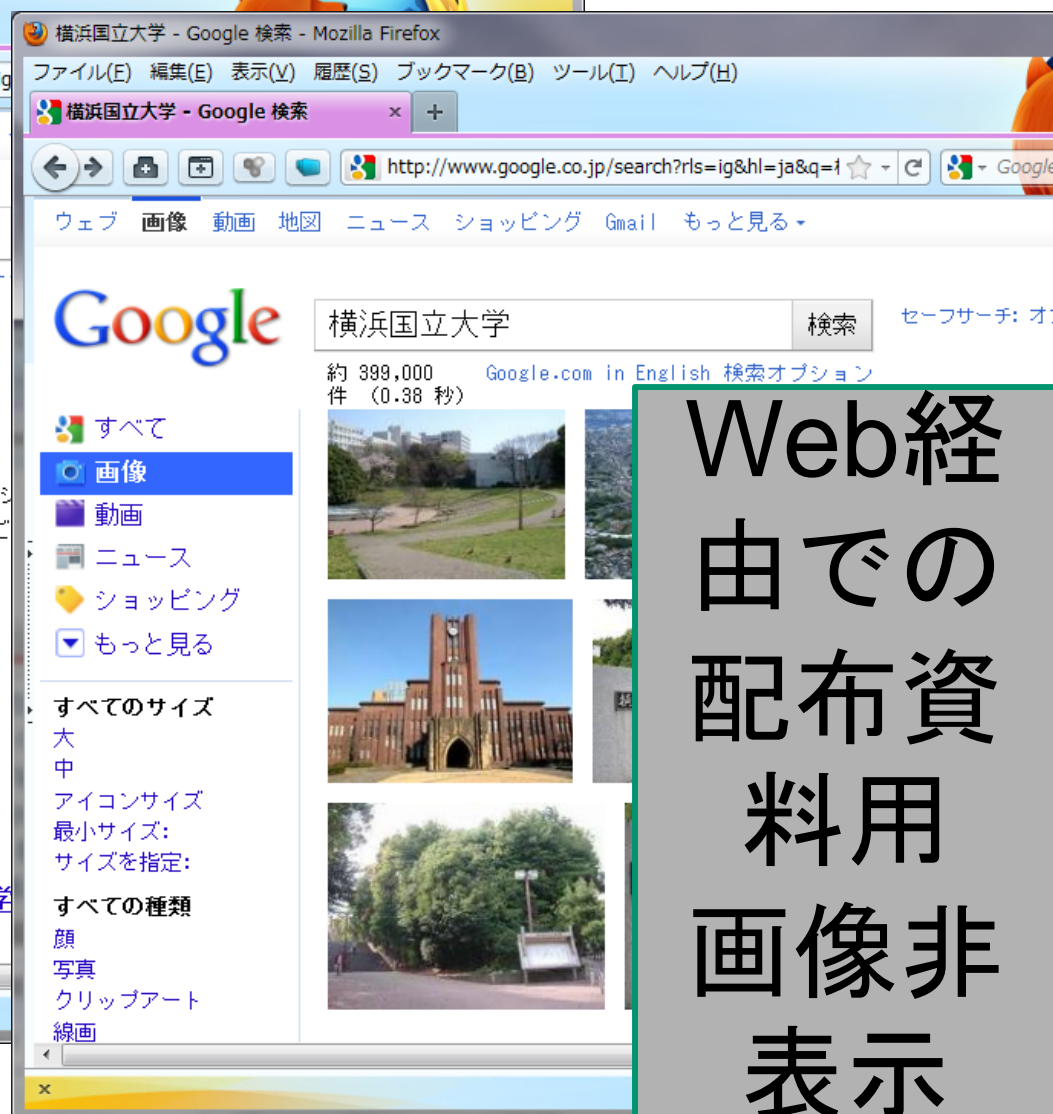 横浜国立大学 - Google 検索 - Mozilla Firefox
ファイル(F) 編集(E) 表示(V) 履歴(S) ブックマーク(B) ツール(T) ヘルプ(H)
横浜国立大学 - Google 検索 × +
http://www.google.co.jp/search?rls=ig&hl=ja&q= Google
ウェブ 画像 動画 地図 ニュース ショッピング Gmail もっと見る
Google
横浜国立大学 検索 セーフサーチ: オ
約 399,000 Google.com in English 検索オプション
件 (0.38 秒)
すべて
画像
動画
ニュース
ショッピング
もっと見る
すべてのサイズ
大
中
アイコンサイズ
最小サイズ:
サイズを指定:
すべての種類
顔
写真
クリップアート
線画
Web経
由での
配布資
料用
画像非
表示